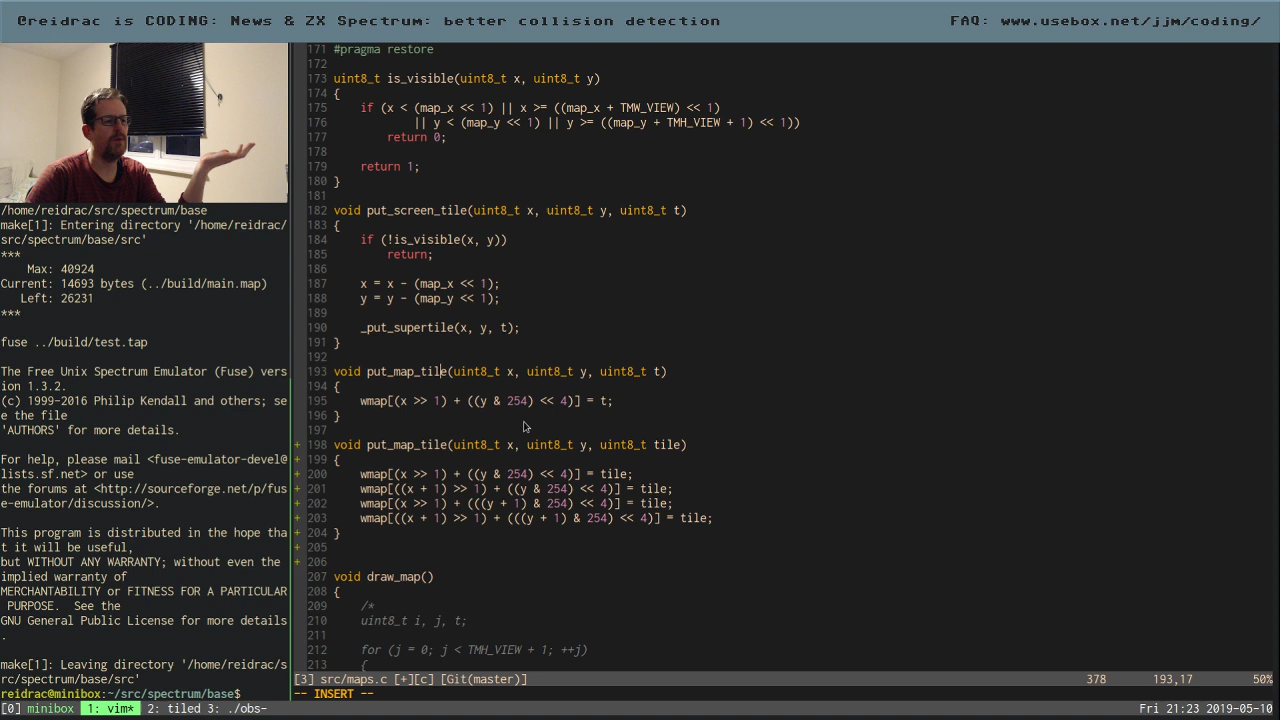 @reidrac is CODING: News & ZX Spectrum: better collision detection
FAQ: www.usebox.net/jjm/coding/
/home/reidrac/src/spectrum/base
make[1]: Entering directory '/home/reidrac/
src/spectrum/base/src'
***
Max: 40924
Current: 14693 bytes (../build/main.map)
Left: 26231
***
fuse ../build/test.tap
The Free Unix Spectrum Emulator (Fuse) vers
ion 1.3.2.
(c) 1999-2016 Philip Kendall and others; se
e the file
'AUTHORS' for more details.
For help, please mail <fuse-emulator-devel@
lists.sf.net> or use
the forums at <http://sourceforge.net/p/fus
e-emulator/discussion/>.
This program is distributed in the hope tha
t it will be useful,
but WITHOUT ANY WARRANTY; without even the
implied warranty of
MERCHANTABILITY or FITNESS FOR A PARTICULAR
PURPOSE.  See the
GNU General Public License for more details
.
make[1]: Leaving directory '/home/reidrac/s
rc/spectrum/base/src'
reidrac@minibox:~/src/spectrum/base$
171 #pragma restore
172
173 uint8_t is_visible(uint8_t x, uint8_t y)
174 {
175     if (x < (map_x << 1) || x >= ((map_x + TMW_VIEW) << 1)
176             || y < (map_y << 1) || y >= ((map_y + TMH_VIEW + 1) << 1))
177         return 0;
178
179     return 1;
180 }
181
182 void put_screen_tile(uint8_t x, uint8_t y, uint8_t t)
183 {
184     if (!is_visible(x, y))
185         return;
186
187     x = x - (map_x << 1);
188     y = y - (map_y << 1);
189
190     _put_supertile(x, y, t);
191 }
192
193 void put_map_tile(uint8_t x, uint8_t y, uint8_t t)
194 {
195     wmap[(x >> 1) + ((y & 254) << 4)] = t;
196 }
197
+ 198 void put_map_tile(uint8_t x, uint8_t y, uint8_t tile)
+ 199 {
+ 200     wmap[(x >> 1) + ((y & 254) << 4)] = tile;
+ 201     wmap[((x + 1) >> 1) + ((y & 254) << 4)] = tile;
+ 202     wmap[(x >> 1) + (((y + 1) & 254) << 4)] = tile;
+ 203     wmap[((x + 1) >> 1) + (((y + 1) & 254) << 4)] = tile;
+ 204 }
+ 205
+ 206
207 void draw_map()
208 {
209     /*
210     uint8_t i, j, t;
211
212     for (j = 0; j < TMH_VIEW + 1; ++j)
213     {
[3] src/maps.c [+][c] [Git(master)] 378 193,17 50%
-- INSERT --
[0] minibox 1: vim* 2: tiled 3: ./obs- Fri 21:23 2019-05-10